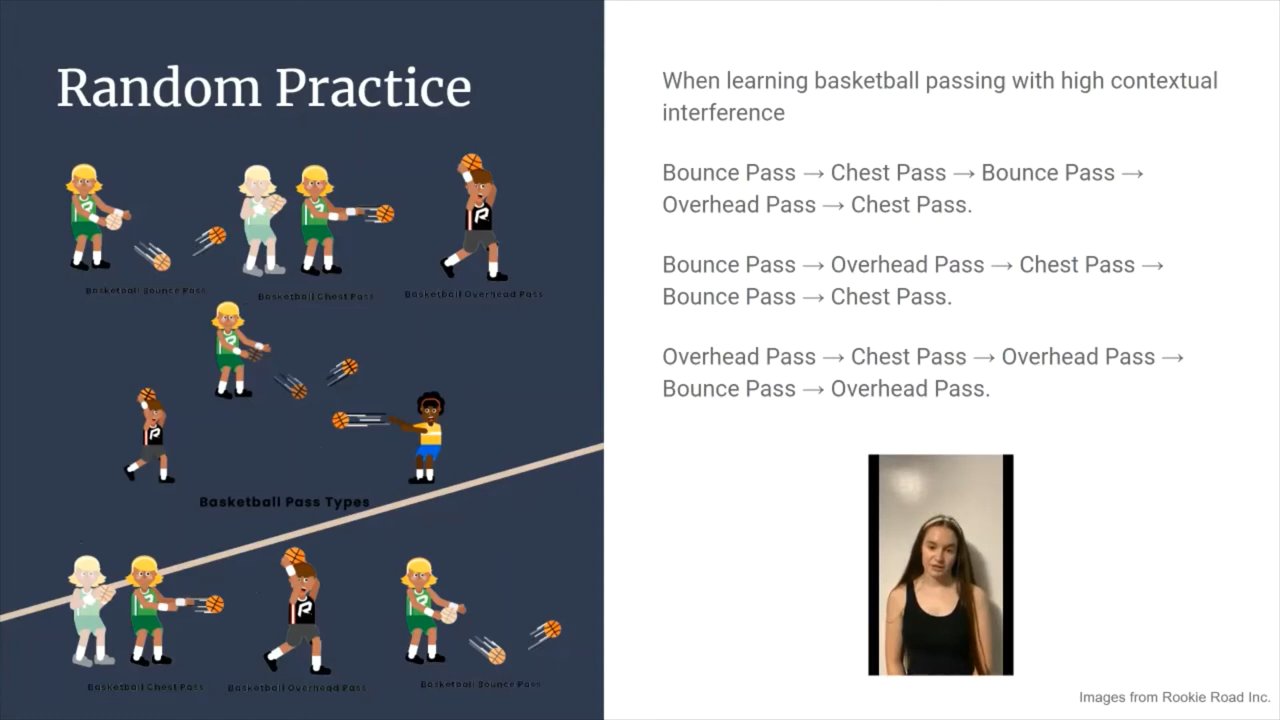 Random Practice
Basketball Bounce Pass
Basketball Chest Pass
Basketball Overhead Pass
Basketball Pass Types
Basketball Chest Pass
Basketball Overhead Pass
Basketball Bounce Pass
When learning basketball passing with high contextual
interference
Bounce Pass → Chest Pass → Bounce Pass →
Overhead Pass → Chest Pass.
Bounce Pass → Overhead Pass → Chest Pass →
Bounce Pass → Chest Pass.
Overhead Pass → Chest Pass → Overhead Pass →
Bounce Pass → Overhead Pass.
Images from Rookie Road Inc.